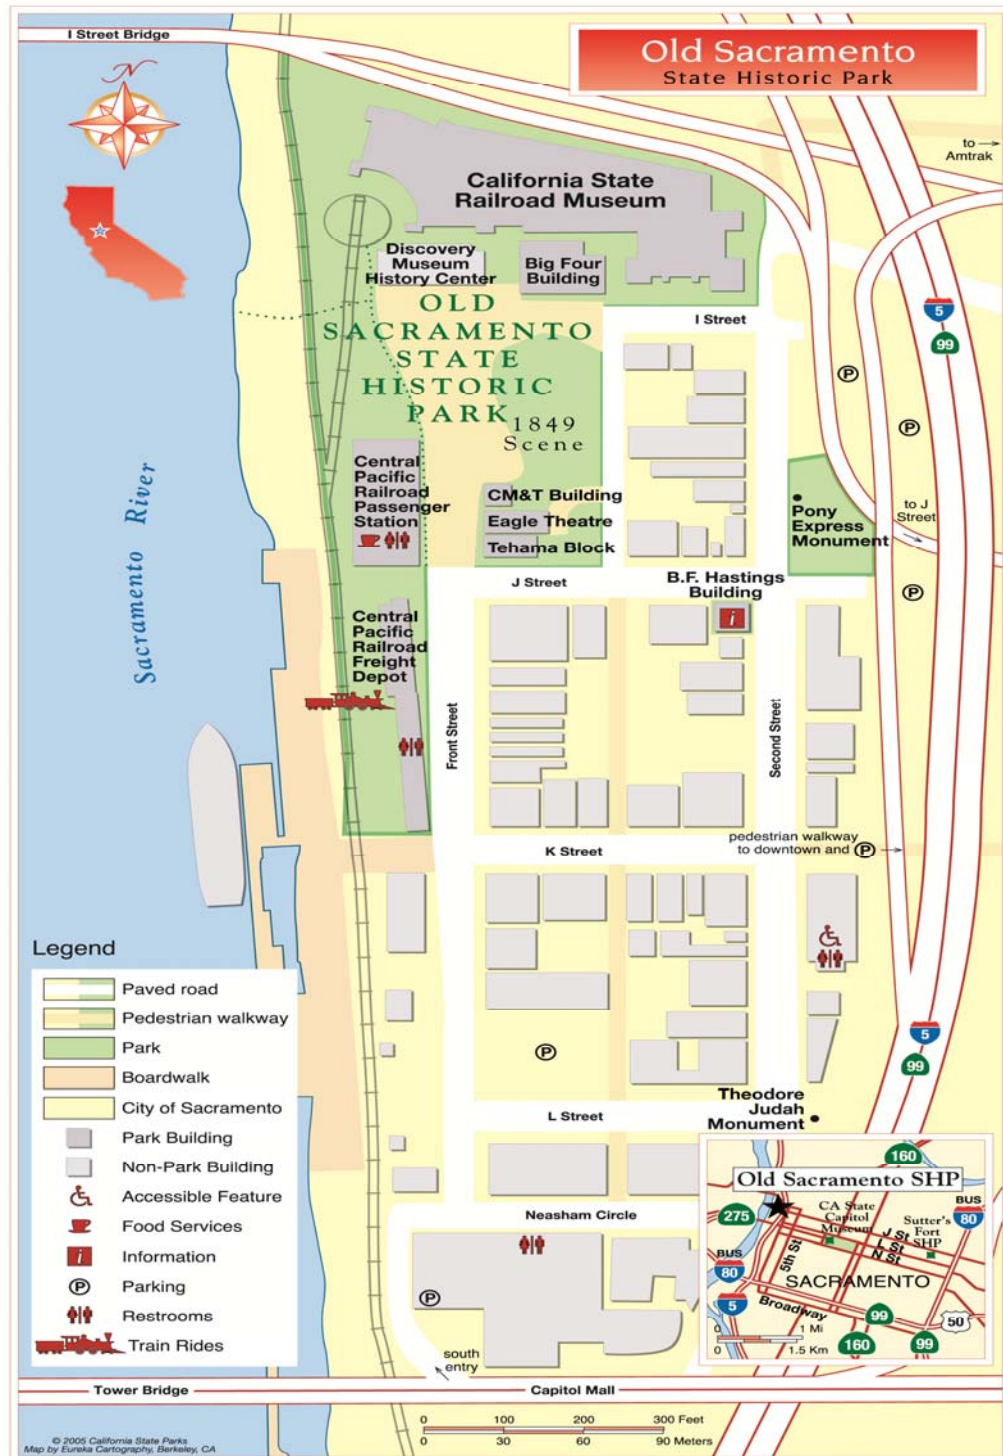 I Street Bridge
Old Sacramento
State Historic Park
N
to
Amtrak
California State
Railroad Museum
Discovery
Museum
History Center
Big Four
Building
OLD
SACRAMENTO
STATE
HISTORIC
PARK
1849
Scene
I Street
5
99
P
P
Central
Pacific
Railroad
Passenger
Station
CM&T Building
Eagle Theatre
Tehama Block
Pony
Express
Monument
to J
Street
Sacramento River
J Street
B.F. Hastings
Building
i
P
Central
Pacific
Railroad
Freight
Depot
Front Street
Second Street
K Street
pedestrian walkway
to downtown and P
P
5
99
Theodore
Judah
Monument
L Street
Neasham Circle
P
south
entry
Tower Bridge
Capitol Mall
Legend
Paved road
Pedestrian walkway
Park
Boardwalk
City of Sacramento
Park Building
Non-Park Building
Accessible Feature
Food Services
i Information
P Parking
Restrooms
Train Rides
160
Old Sacramento SHP
275
CA State
Capitol
Museum
Sutter's
Fort
SHP
BUS
80
J St
L St
N St
5th St
BUS
80
SACRAMENTO
5
Broadway
99
50
0 1 Mi
0 1.5 Km
160
99
0 100 200 300 Feet
0 30 60 90 Meters
© 2005 California State Parks
Map by Eureka Cartography, Berkeley, CA